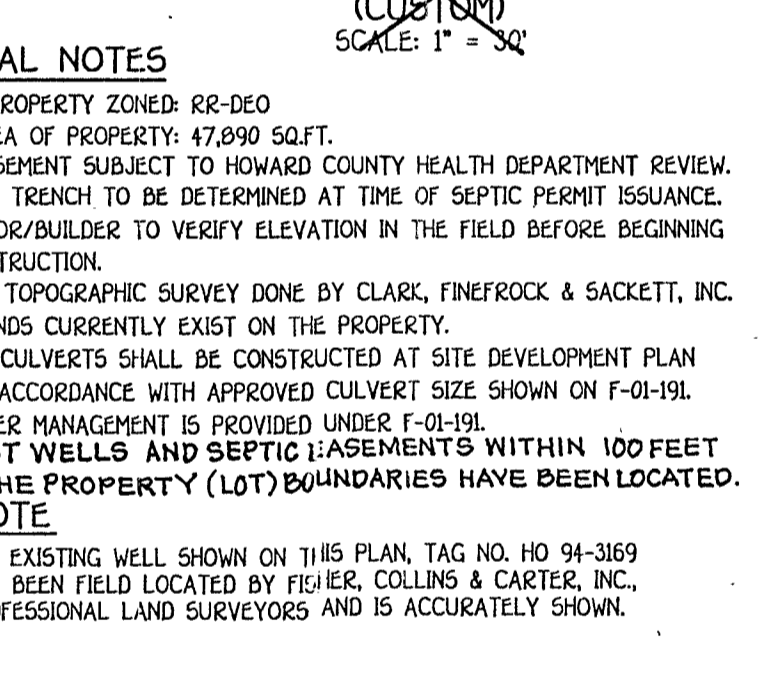 (CUSTOM)
SCALE: 1" = 30'
AL NOTES
ROPERTY ZONED: RR-DEO
EA OF PROPERTY: 47,890 SQ.FT.
SEMENT SUBJECT TO HOWARD COUNTY HEALTH DEPARTMENT REVIEW.
TRENCH TO BE DETERMINED AT TIME OF SEPTIC PERMIT ISSUANCE.
OR/BUILDER TO VERIFY ELEVATION IN THE FIELD BEFORE BEGINNING
TRUCTION.
TOPOGRAPHIC SURVEY DONE BY CLARK, FINEFROCK & SACKETT, INC.
NDS CURRENTLY EXIST ON THE PROPERTY.
CULVERTS SHALL BE CONSTRUCTED AT SITE DEVELOPMENT PLAN
ACCORDANCE WITH APPROVED CULVERT SIZE SHOWN ON F-01-191.
ER MANAGEMENT IS PROVIDED UNDER F-01-191.
T WELLS AND SEPTIC EASEMENTS WITHIN 100 FEET
HE PROPERTY (LOT) BOUNDARIES HAVE BEEN LOCATED.
OTE
EXISTING WELL SHOWN ON THIS PLAN, TAG NO. HO 94-3169
BEEN FIELD LOCATED BY FISHER, COLLINS & CARTER, INC.,
FESSIONAL LAND SURVEYORS AND IS ACCURATELY SHOWN.